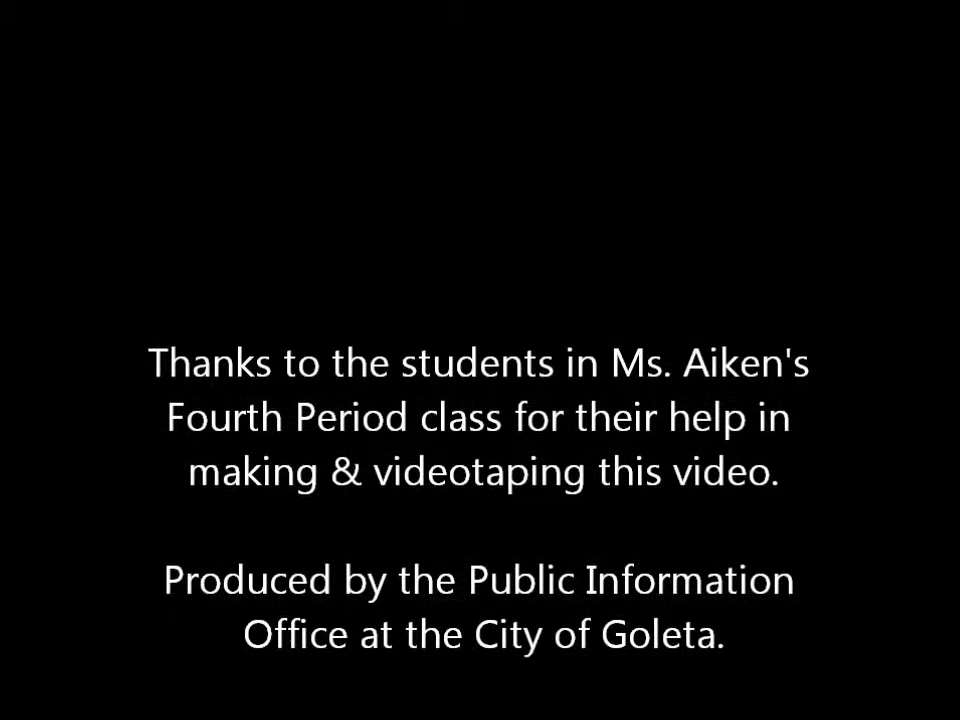 Thanks to the students in Ms. Aiken's
Fourth Period class for their help in
making & videotaping this video.
Produced by the Public Information
Office at the City of Goleta.